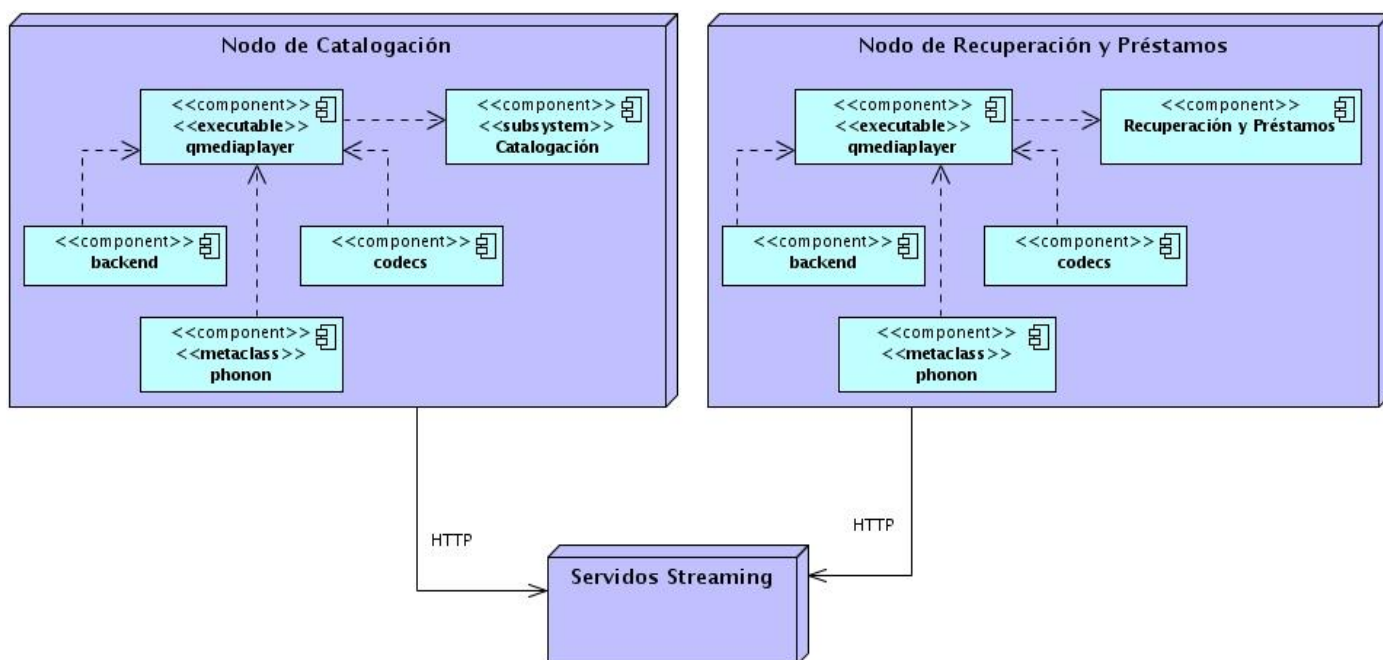 Nodo de Catalogación
<<component>>
<<executable>>
qmediaplayer
<<component>>
<<subsystem>>
Catalogación
<<component>>
backend
<<component>>
codecs
<<component>>
<<metaclass>>
phonon
Nodo de Recuperación y Préstamos
<<component>>
<<executable>>
qmediaplayer
<<component>>
Recuperación y Préstamos
<<component>>
backend
<<component>>
codecs
<<component>>
<<metaclass>>
phonon
HTTP
HTTP
Servidos Streaming